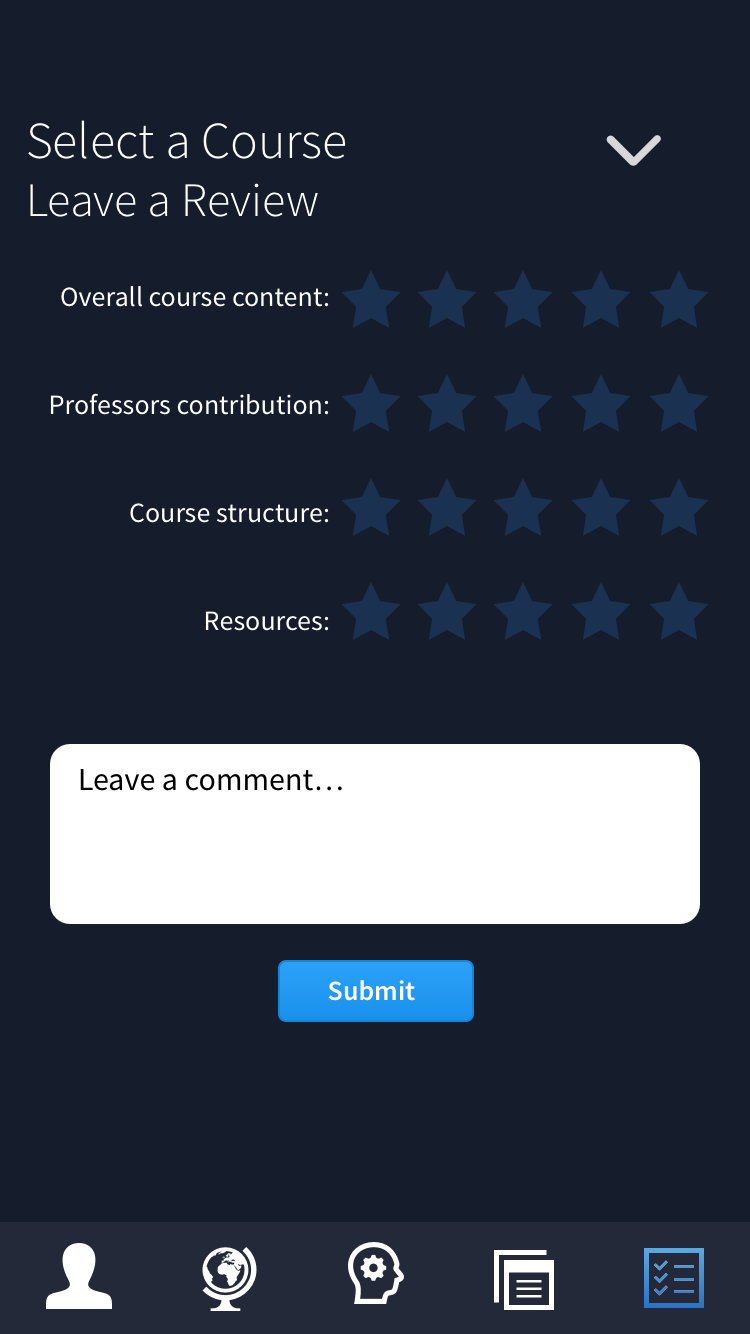 Select a Course
Leave a Review
Overall course content:
Professors contribution:
Course structure:
Resources:
Leave a comment...
Submit